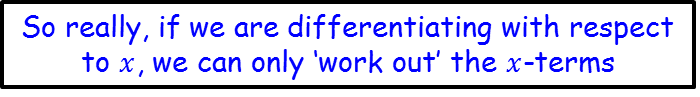 So really, if we are differentiating with respect
to x, we can only ‘work out’ the x-terms